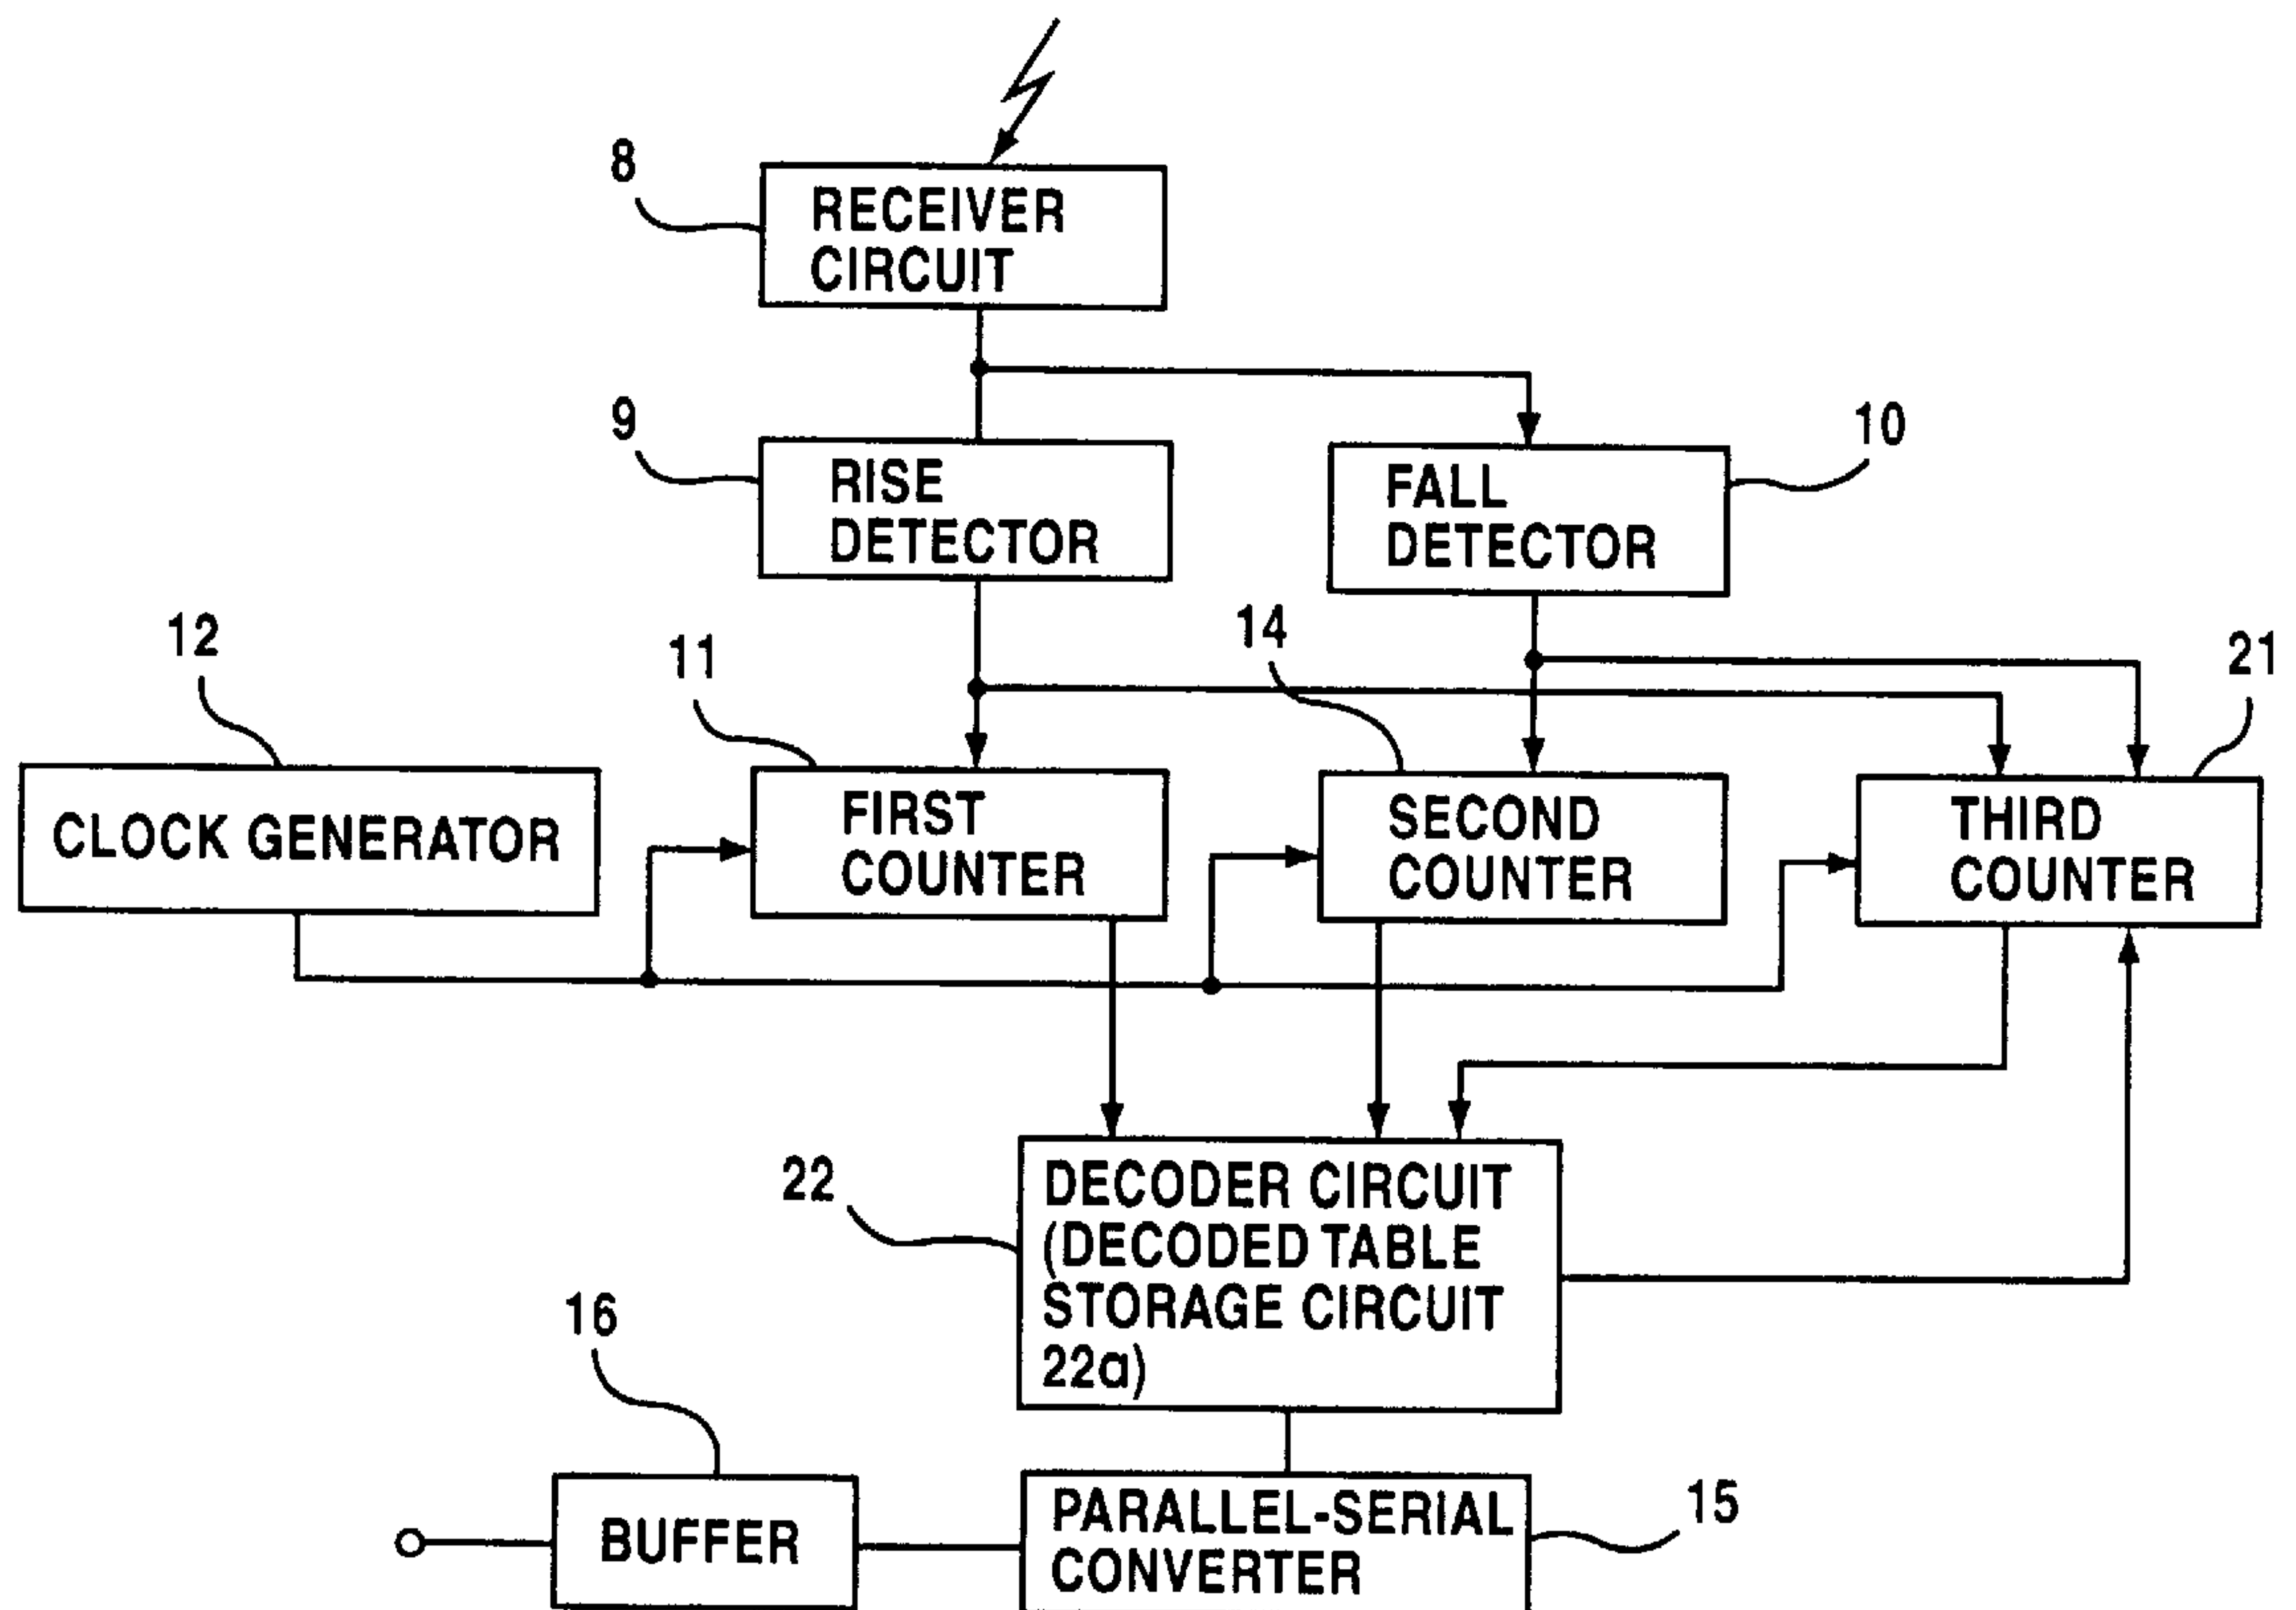 8
RECEIVER
CIRCUIT
9
RISE
DETECTOR
10
FALL
DETECTOR
12
11
14
21
CLOCK GENERATOR
FIRST
COUNTER
SECOND
COUNTER
THIRD
COUNTER
22
DECODER CIRCUIT
(DECODED TABLE
STORAGE CIRCUIT
22a)
16
BUFFER
PARALLEL-SERIAL
CONVERTER
15